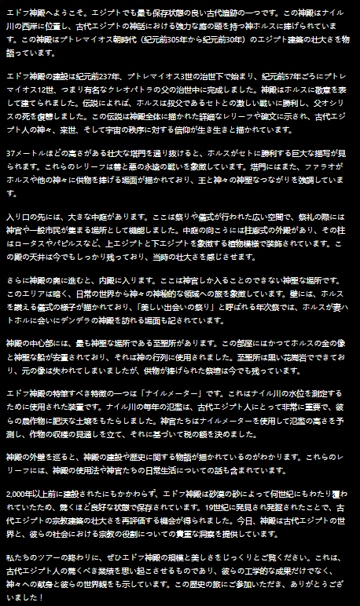 エドフ神殿へようこそ。エジプトでも最も保存状態の良い古代遺跡の一つです。この神殿はナイル
川の西岸に位置し、古代エジプトの神話における強力な鷹の頭を持つ神ホルスに捧げられていま
す。この神殿はプトレマイオス朝時代（紀元前305年から紀元前30年）のエジプト建築の壮大さを物
語っています。
エドフ神殿の建設は紀元前237年、プトレマイオス3世の治世下で始まり、紀元前57年ごろにプトレ
マイオス12世、つまり有名なクレオパトラの父の治世中に完成しました。神殿はホルスに敬意を表
して建てられました。伝説によれば、ホルスは叔父であるセトとの激しい戦いに勝利し、父オシリ
スの死を復讐しました。この伝説は神殿全体に描かれた詳細なレリーフや碑文に示され、古代エジ
プト人の神々、来世、そして宇宙の秩序に対する信仰が生き生きと描かれています。
37メートルほどの高さがある壮大な塔門を通り抜けると、ホルスがセトに勝利する巨大な描写が見
られます。これらのレリーフは善と悪の永遠の戦いを象徴しています。塔門にはまた、ファラオが
ホルスや他の神々に供物を捧げる場面が描かれており、王と神々の神聖なつながりを強調していま
す。
入り口の先には、大きな中庭があります。ここは祭りや儀式が行われた広い空間で、祭礼の際には
神官や一般市民が集まる場所として機能しました。中庭の向こうには柱廊式の外殿があり、その柱
はロータスやパピルスなど、上エジプトと下エジプトを象徴する植物模様で装飾されています。こ
の殿の天井は今でもしっかり残っており、当時の壮大さを感じさせます。
さらに神殿の奥に進むと、内殿に入ります。ここは神官しか入ることのできない神聖な場所です。
このエリアは暗く、日常の世界から神々の神秘的な領域への旅を象徴しています。壁には、ホルス
を讃える儀式の様子が描かれており、「美しい出会いの祭り」と呼ばれる年次祭では、ホルスが妻ハ
トホルに会いにデンデラの神殿を訪れる場面も記されています。
神殿の中心部には、最も神聖な場所である至聖所があります。この部屋にはかつてホルスの金の像
と神聖な船が安置されており、それは神の行列に使用されました。至聖所は黒い花崗岩でできてお
り、元の像は失われてしまいましたが、供物が捧げられた祭壇は今でも残っています。
エドフ神殿の特筆すべき特徴の一つは「ナイルメーター」です。これはナイル川の水位を測定する
ために使用された装置です。ナイル川の毎年の氾濫は、古代エジプト人にとって非常に重要で、彼
らの農作物に肥沃な土壌をもたらしました。神官たちはナイルメーターを使用して氾濫の高さを予
測し、作物の収穫の見通しを立て、それに基づいて税の額を決めました。
神殿の外壁を巡ると、神殿の建設や歴史に関する物語が描かれているのがわかります。これらのレ
リーフには、神殿の使用法や神官たちの日常生活についての話も含まれています。
2,000年以上前に建設されたにもかかわらず、エドフ神殿は砂漠の砂によって何世紀にもわたり覆わ
れていたため、驚くほど良好な状態で保存されています。19世紀に発見され発掘されたことで、古
代エジプトの宗教建築の壮大さを再評価する機会が得られました。今日、神殿は古代エジプトの世
界と、彼らの社会における宗教の役割についての貴重な洞察を提供しています。
私たちのツアーの終わりに、ぜひエドフ神殿の規模と美しさをじっくりとご覧ください。これは、
古代エジプト人の驚くべき業績を思い起こさせるものであり、彼らの工学的な成果だけでなく、
神々への献身と彼らの世界観をも示しています。この歴史の旅にご参加いただき、ありがとうござ
いました！